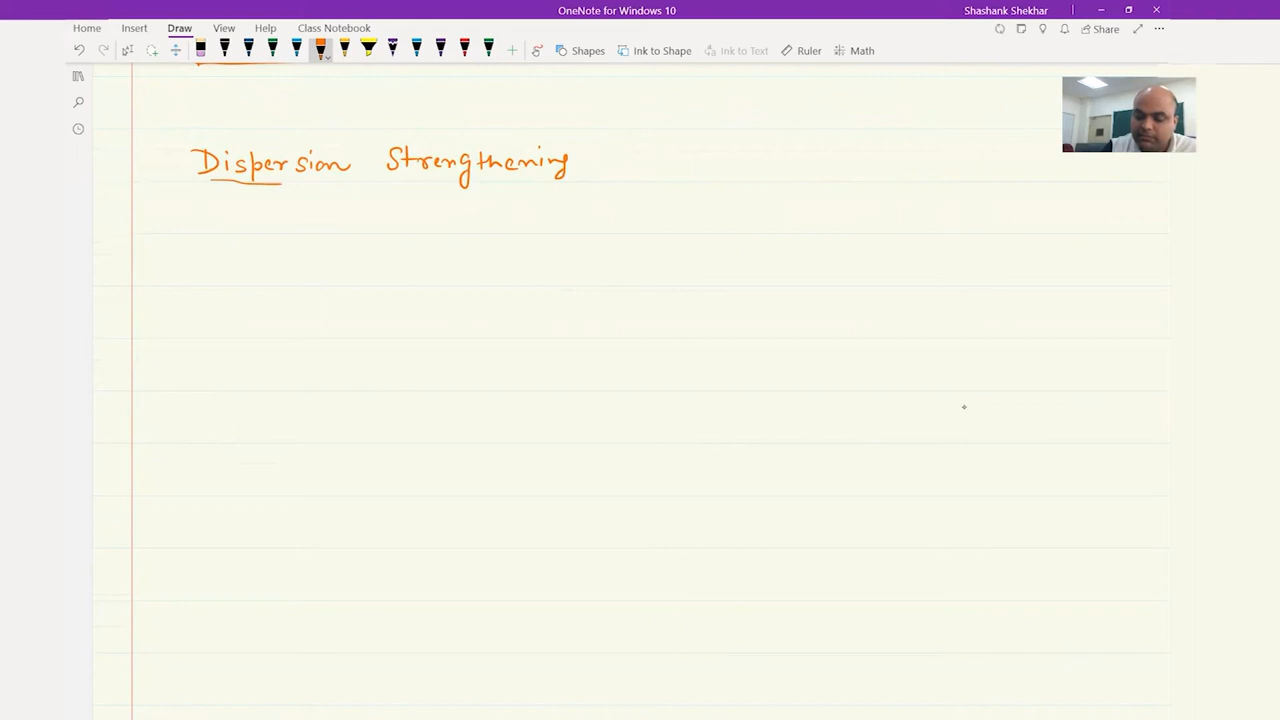 OneNote for Windows 10
Shashank Shekhar
Home Insert Draw View Help Class Notebook
Share
Shapes Ink to Shape Ink to Text Ruler Math
Dispersion Strengthening